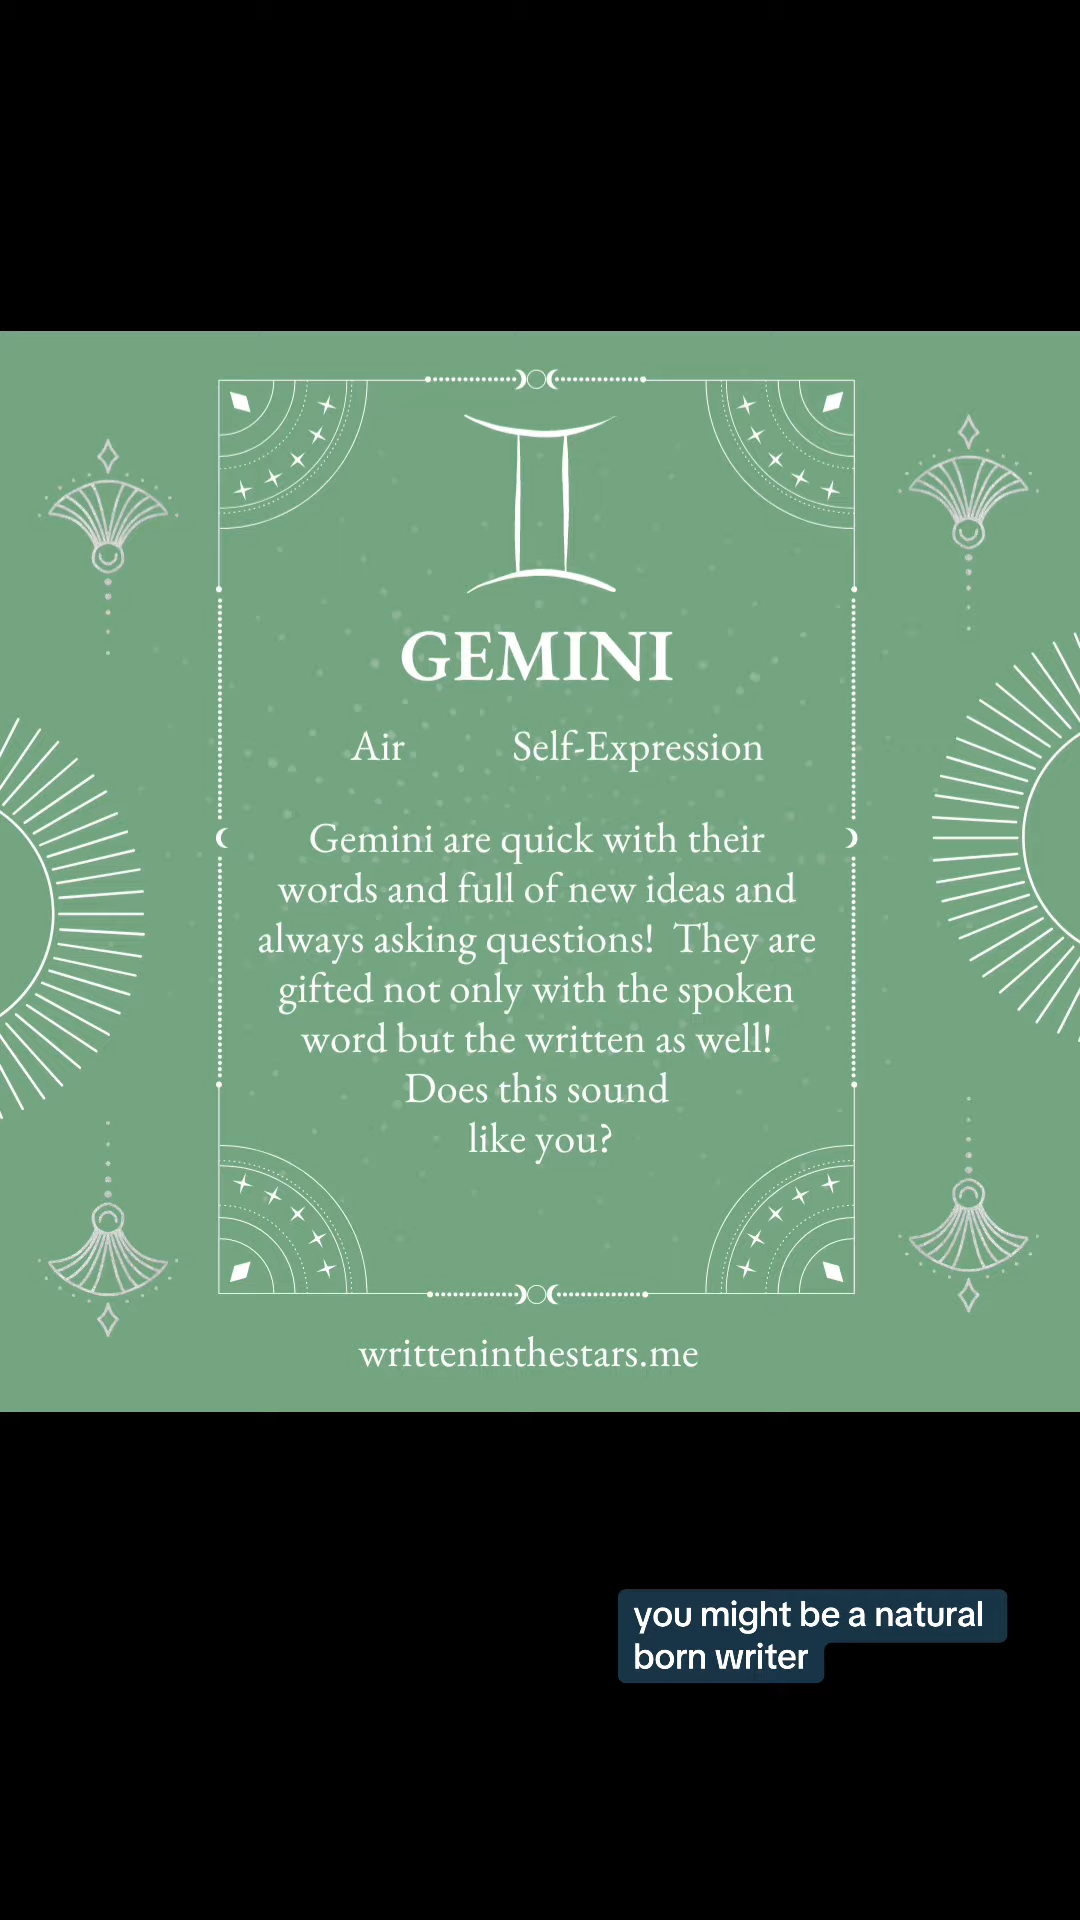 GEMINI
Air Self-Expression
Gemini are quick with their
words and full of new ideas and
always asking questions! They are
gifted not only with the spoken
word but the written as well!
Does this sound
like you?
writteninthestars.me
you might be a natural
born writer